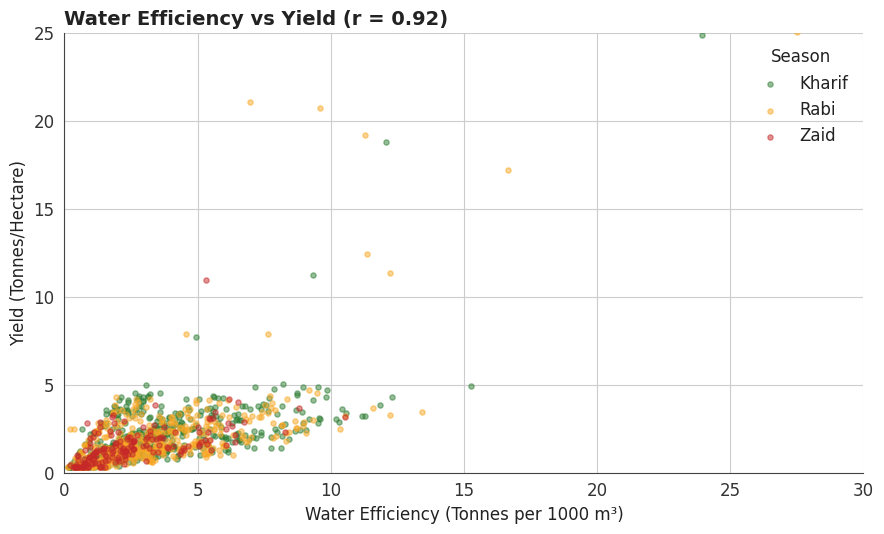 Water Efficiency vs Yield (r = 0.92)
25
20
15
10
5
0
Yield (Tonnes/Hectare)
Season
Kharif
Rabi
Zaid
0 5 10 15 20 25 30
Water Efficiency (Tonnes per 1000 m³)